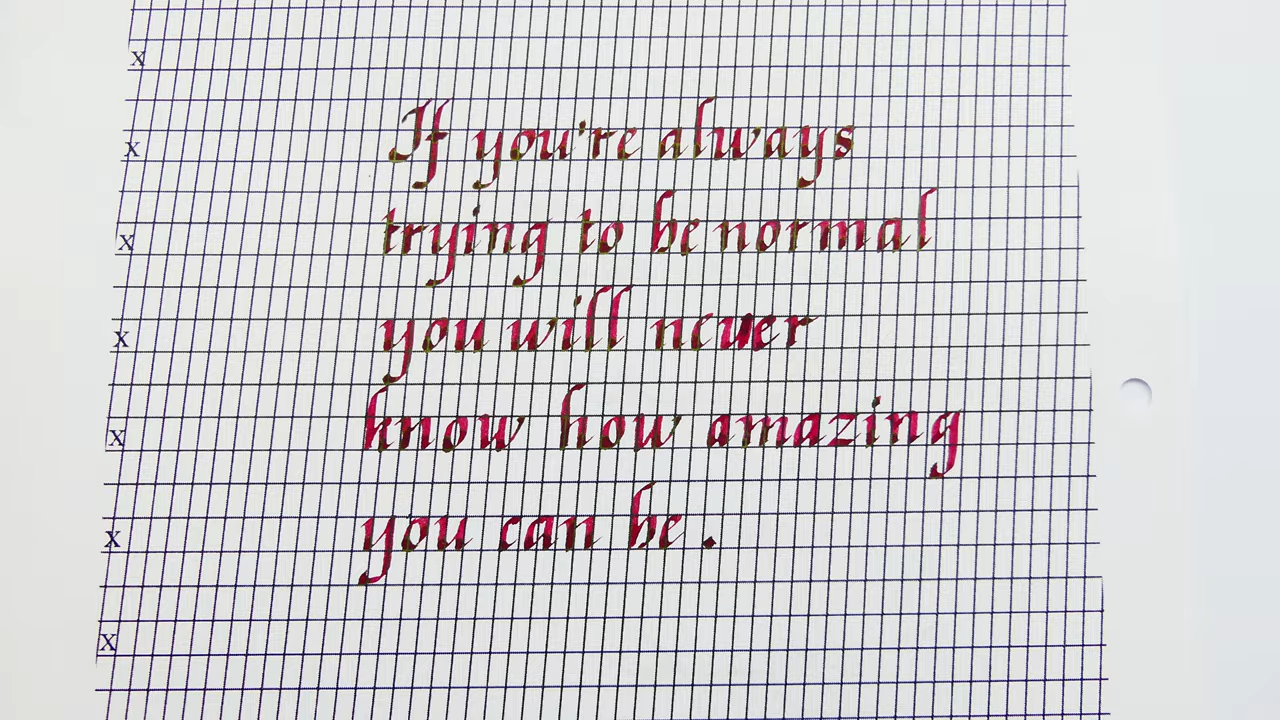 X
X
If you're always
X
trying to be normal
X
you will never
X
know how amazing
X
you can be.
X